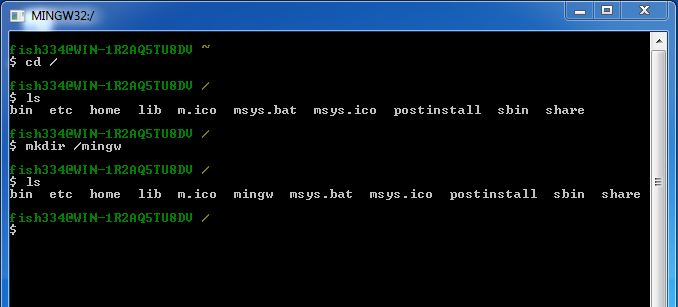 MINGW32:/
fish334@WIN-1R2AQ5TU8DV ~
$ cd /
fish334@WIN-1R2AQ5TU8DV /
$ ls
bin  etc  home  lib  m.ico  msys.bat  msys.ico  postinstall  sbin  share
fish334@WIN-1R2AQ5TU8DV /
$ mkdir /mingw
fish334@WIN-1R2AQ5TU8DV /
$ ls
bin  etc  home  lib  m.ico  mingw  msys.bat  msys.ico  postinstall  sbin  share
fish334@WIN-1R2AQ5TU8DV /
$